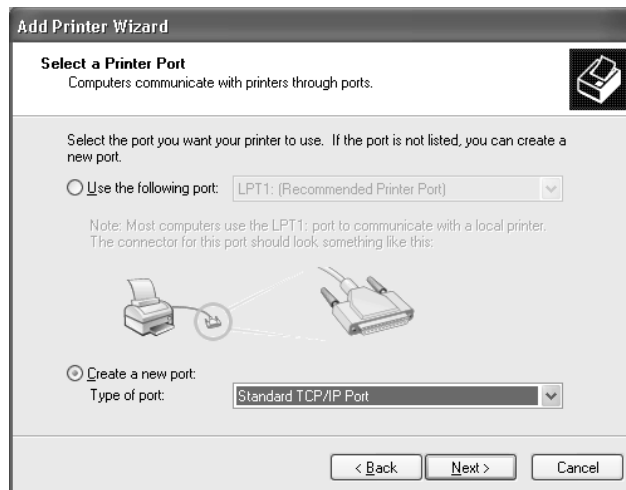 Add Printer Wizard
Select a Printer Port
Computers communicate with printers through ports.
Select the port you want your printer to use. If the port is not listed, you can create a
new port.
Use the following port: LPT1: (Recommended Printer Port)
Note: Most computers use the LPT1: port to communicate with a local printer.
The connector for this port should look something like this:
Create a new port:
Type of port: Standard TCP/IP Port
< Back Next > Cancel